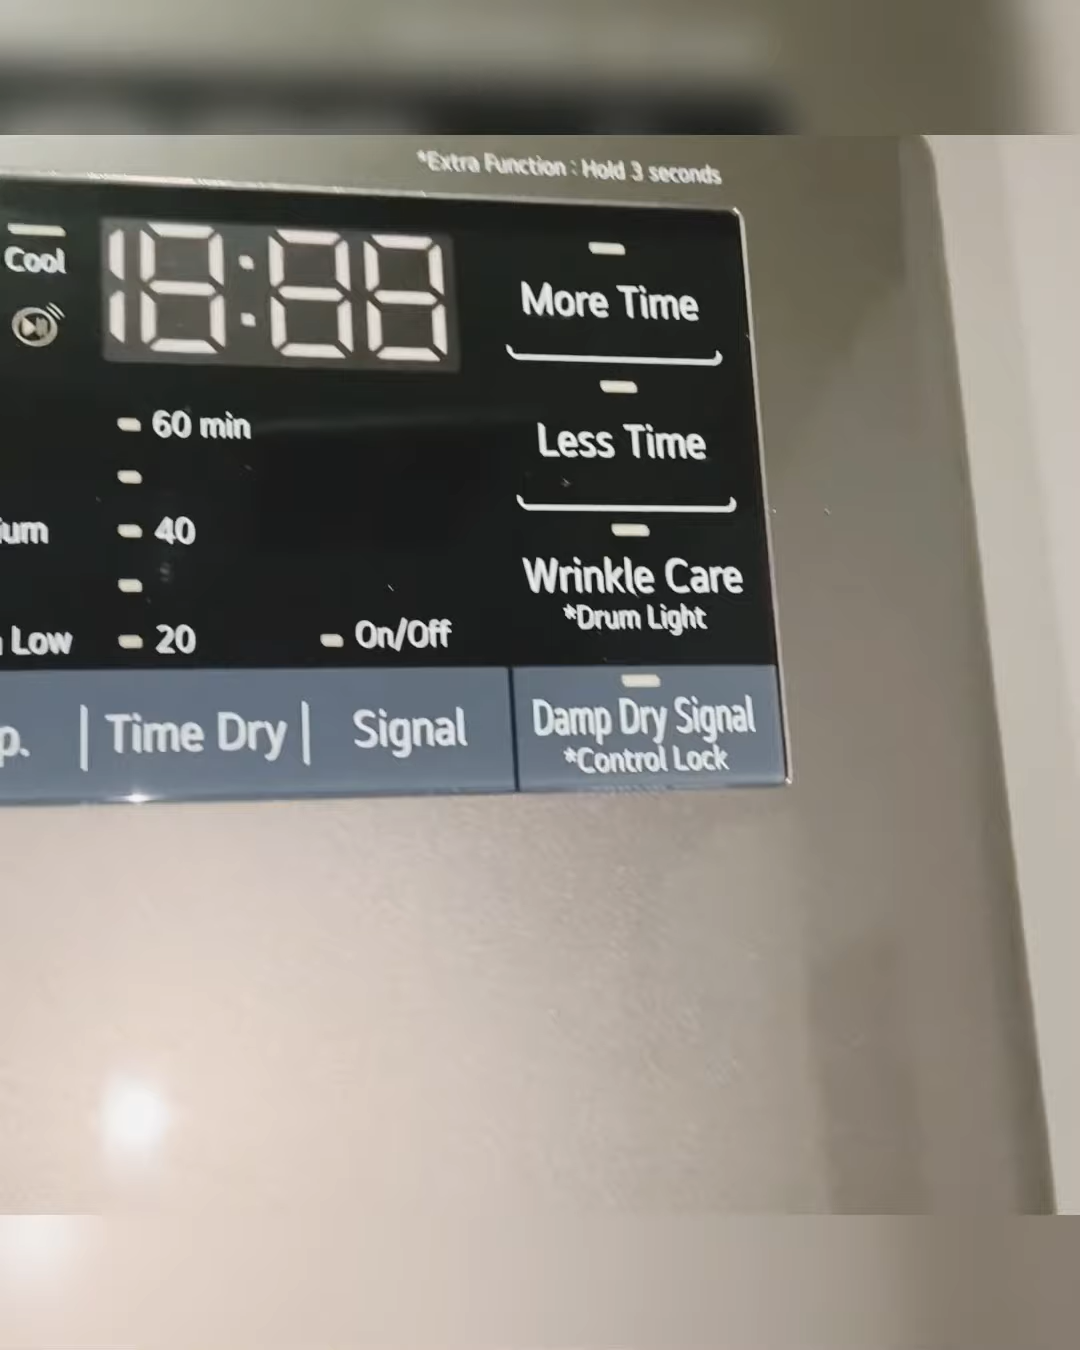 *Extra Function : Hold 3 seconds
Cool
18:88
More Time
Less Time
60 min
40
Wrinkle Care
*Drum Light
Low
20
On/Off
Time Dry
Signal
Damp Dry Signal
*Control Lock